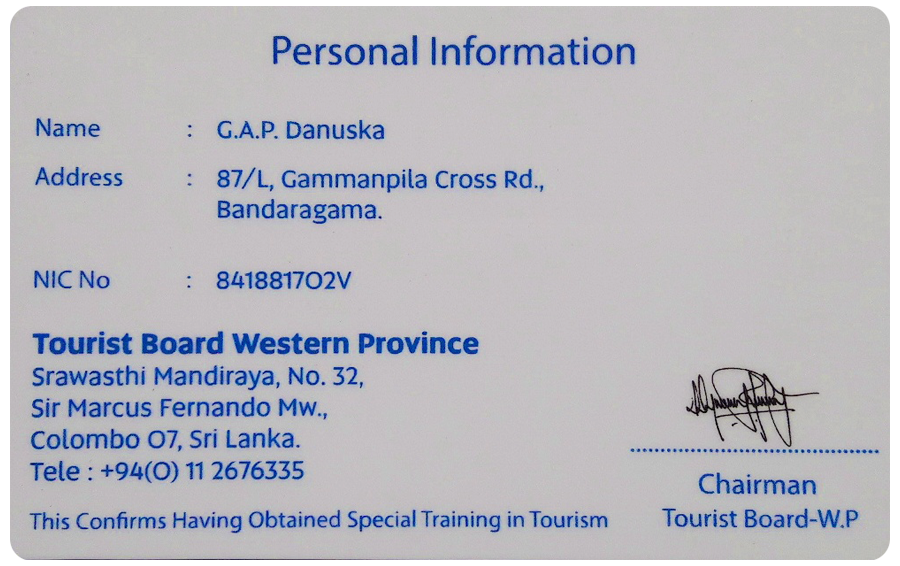 Personal Information
Name : G.A.P. Danuska
Address : 87/L, Gammanpila Cross Rd.,
Bandaragama.
NIC No : 841881702V
Tourist Board Western Province
Srawasthi Mandiraya, No. 32,
Sir Marcus Fernando Mw.,
Colombo 07, Sri Lanka.
Tele : +94(0) 11 2676335
This Confirms Having Obtained Special Training in Tourism
Chairman
Tourist Board-W.P